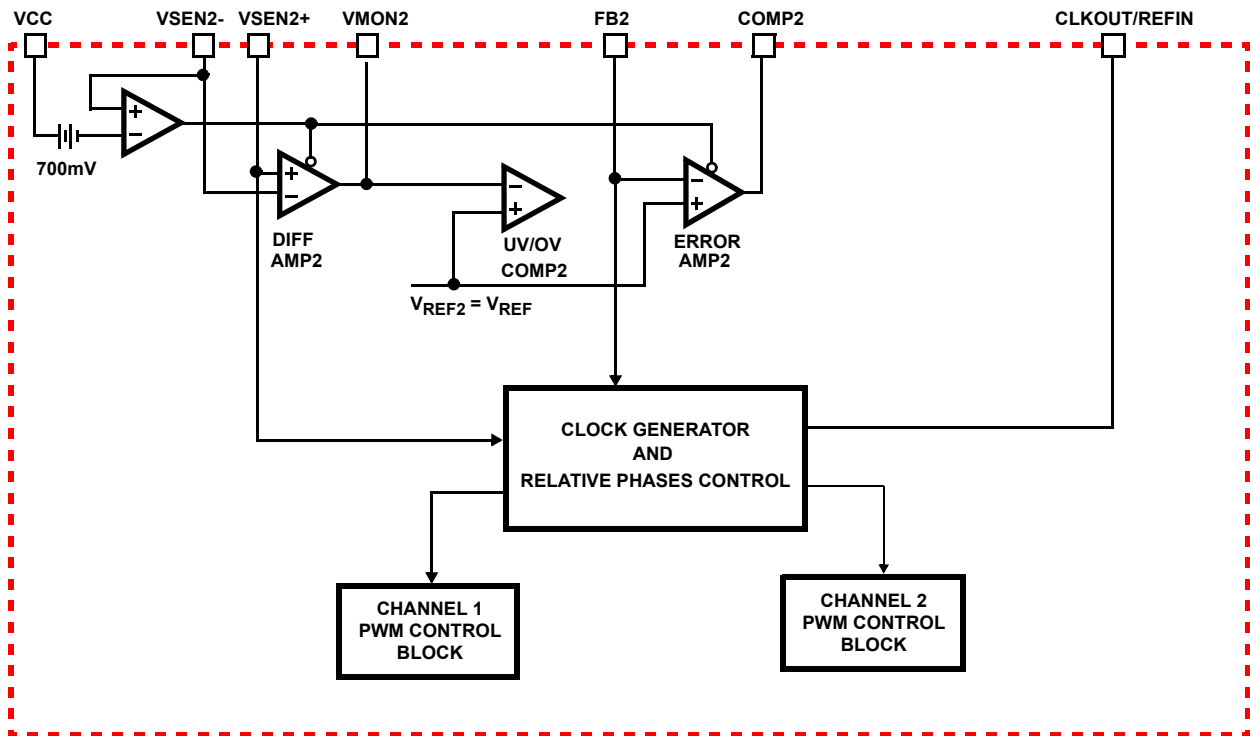 VCC VSEN2- VSEN2+ VMON2 FB2 COMP2 CLKOUT/REFIN
+
−
700mV
+
−
DIFF
AMP2
−
+
UV/OV
COMP2
−
+
ERROR
AMP2
VREF2 = VREF
CLOCK GENERATOR
AND
RELATIVE PHASES CONTROL
CHANNEL 1
PWM CONTROL
BLOCK
CHANNEL 2
PWM CONTROL
BLOCK